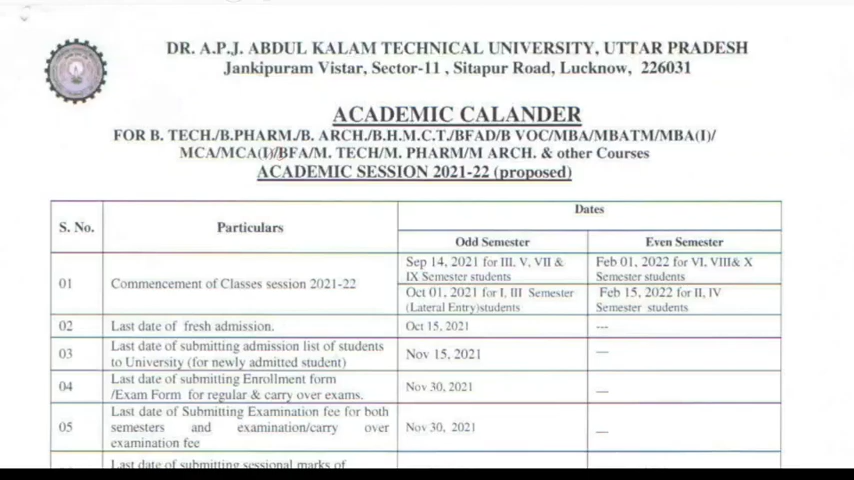 DR. A.P.J. ABDUL KALAM TECHNICAL UNIVERSITY, UTTAR PRADESH
Jankipuram Vistar, Sector-11 , Sitapur Road, Lucknow, 226031
ACADEMIC CALANDER
FOR B. TECH./B.PHARM./B. ARCH./B.H.M.C.T./BFAD/B VOC/MBA/MBATM/MBA(I)/
MCA/MCA(I)/BFA/M. TECH/M. PHARM/M ARCH. & other Courses
ACADEMIC SESSION 2021-22 (proposed)
S. No.
Particulars
Dates
Odd Semester
Even Semester
01
Commencement of Classes session 2021-22
Sep 14, 2021 for III, V, VII &
IX Semester students
Feb 01, 2022 for VI, VIII& X
Semester students
Oct 01, 2021 for I, III Semester
(Lateral Entry)students
Feb 15, 2022 for II, IV
Semester students
02
Last date of fresh admission.
Oct 15, 2021
---
03
Last date of submitting admission list of students
to University (for newly admitted student)
Nov 15, 2021
—
04
Last date of submitting Enrollment form
/Exam Form for regular & carry over exams.
Nov 30, 2021
—
05
Last date of Submitting Examination fee for both
semesters and examination/carry over
examination fee
Nov 30, 2021
—
Last date of submitting sessional marks of